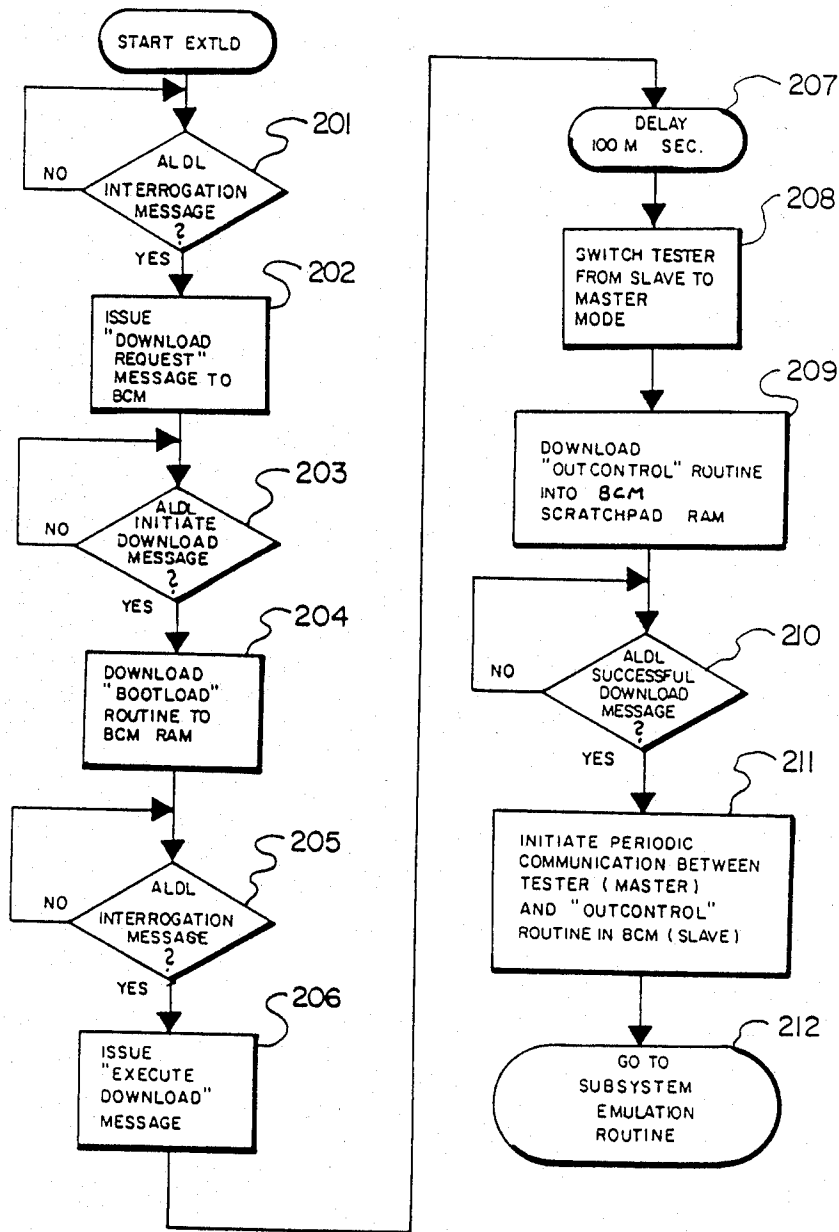 START EXTLD
201
NO
ALDL
INTERROGATION
MESSAGE
?
YES
202
ISSUE
"DOWNLOAD
REQUEST"
MESSAGE TO
BCM
203
NO
ALDL
INITIATE
DOWNLOAD
MESSAGE
?
YES
204
DOWNLOAD
"BOOTLOAD"
ROUTINE TO
BCM RAM
205
NO
ALDL
INTERROGATION
MESSAGE
?
YES
206
ISSUE
"EXECUTE
DOWNLOAD"
MESSAGE
207
DELAY
100 M SEC.
208
SWITCH TESTER
FROM SLAVE TO
MASTER
MODE
209
DOWNLOAD
"OUTCONTROL" ROUTINE
INTO BCM
SCRATCHPAD RAM
210
NO
ALDL
SUCCESSFUL
DOWNLOAD
MESSAGE
?
YES
211
INITIATE PERIODIC
COMMUNICATION BETWEEN
TESTER (MASTER)
AND "OUTCONTROL"
ROUTINE IN BCM (SLAVE)
212
GO TO
SUBSYSTEM
EMULATION
ROUTINE